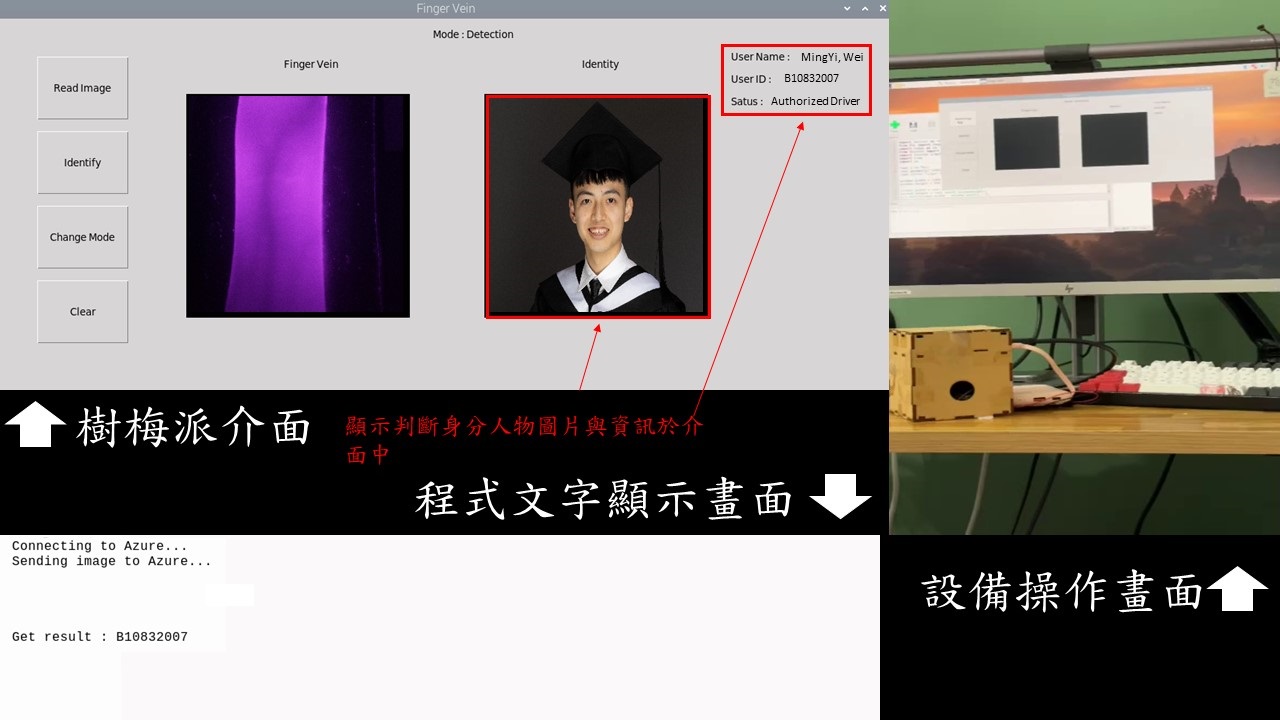 Finger Vein
Mode : Detection
Read Image
Identify
Change Mode
Clear
Finger Vein
Identity
User Name : MingYi, Wei
User ID : B10832007
Satus : Authorized Driver
樹梅派介面
顯示判斷身分人物圖片與資訊於介
面中
程式文字顯示畫面
Connecting to Azure...
Sending image to Azure...
Get result : B10832007
設備操作畫面